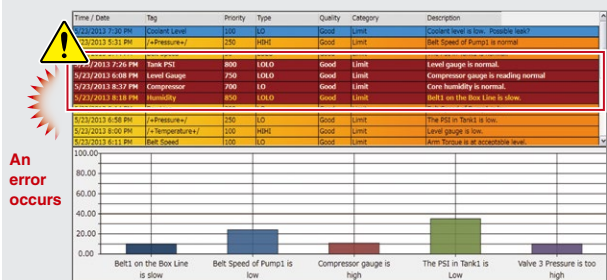 Time / Date Tag Priority Type Quality Category Description
5/23/2013 7:30 PM Coolant Level 100 LO Good Limit Coolant level is low. Possible leak?
5/23/2013 5:31 PM /+Pressure+/ 250 HIHI Good Limit Belt Speed of Pump1 is normal
5/23/2013 7:26 PM Tank PSI 800 LOLO Good Limit Level gauge is normal.
5/23/2013 6:08 PM Level Gauge 750 LOLO Good Limit Compressor gauge is reading normal
5/23/2013 8:37 PM Compressor 700 LO Good Limit Core humidity is normal.
5/23/2013 8:18 PM Humidity 850 LOLO Good Limit Belt1 on the Box Line is slow.
5/23/2013 6:58 PM /+Pressure+/ 250 LO Good Limit The PSI in Tank1 is low.
5/23/2013 8:00 PM /+Temperature+/ 100 HIHI Good Limit Level gauge is low.
5/23/2013 6:11 PM Belt Speed 100 LO Good Limit Arm Torque is at acceptable level.
An
error
occurs
100.00
80.00
60.00
40.00
20.00
0.00
Belt1 on the Box Line
is slow
Belt Speed of Pump1 is
low
Compressor gauge is
high
The PSI in Tank1 is
Low
Valve 3 Pressure is too
high